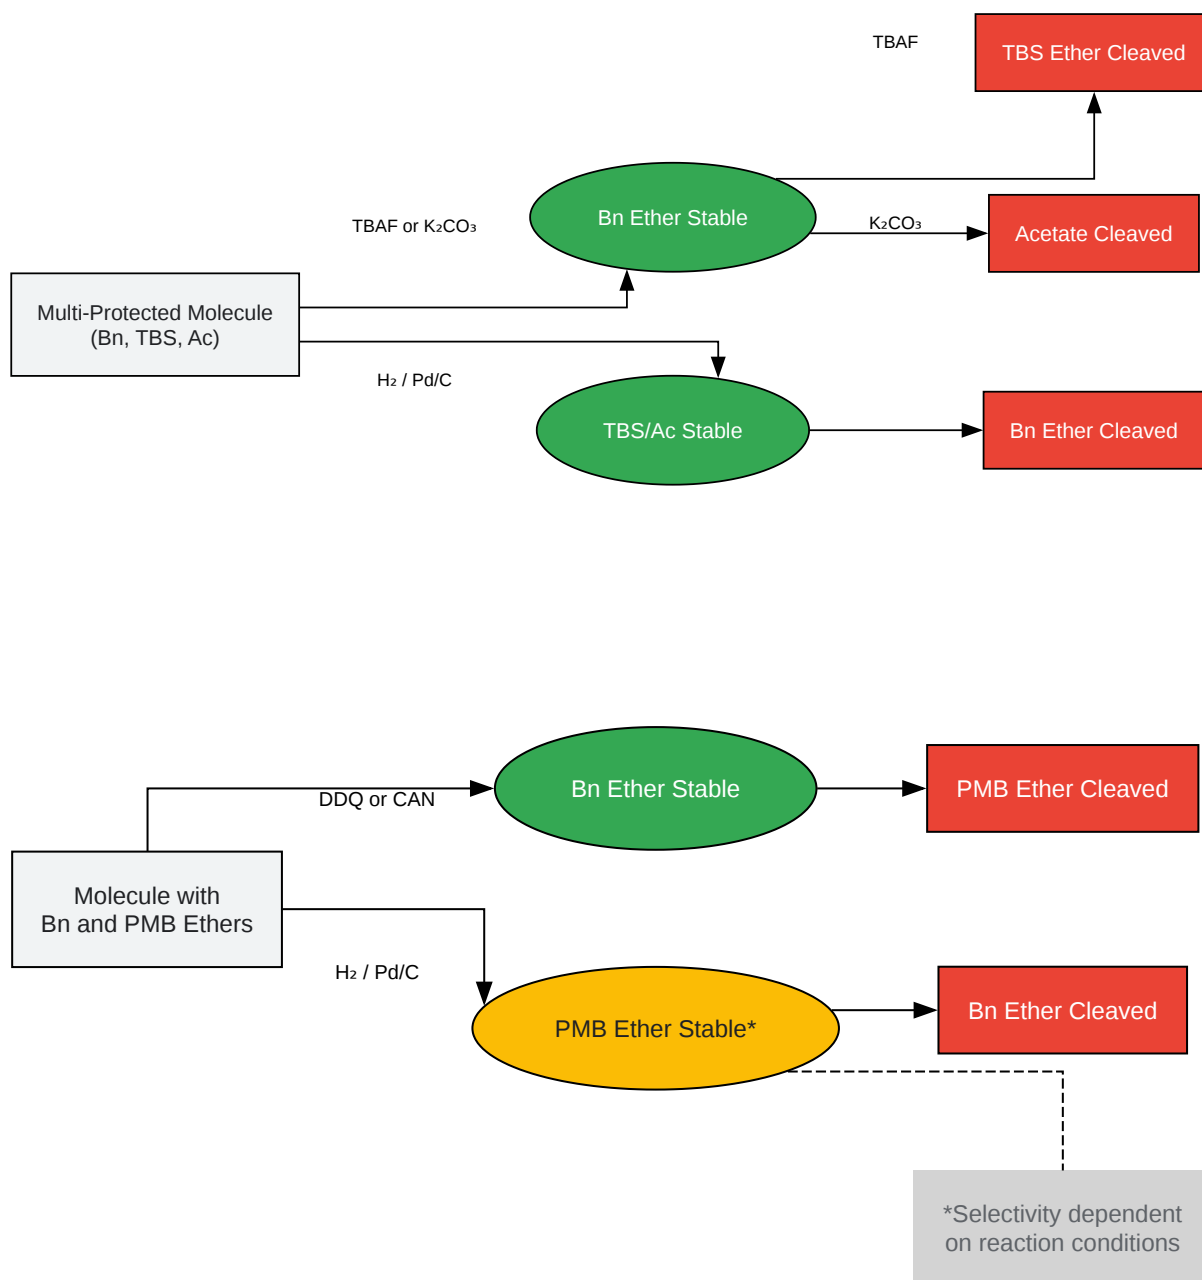 TBAF
TBS Ether Cleaved
Bn Ether Stable
TBAF or K₂CO₃
K₂CO₃
Acetate Cleaved
Multi-Protected Molecule
(Bn, TBS, Ac)
H₂ / Pd/C
TBS/Ac Stable
Bn Ether Cleaved
DDQ or CAN
Bn Ether Stable
PMB Ether Cleaved
Molecule with
Bn and PMB Ethers
H₂ / Pd/C
PMB Ether Stable*
Bn Ether Cleaved
*Selectivity dependent
on reaction conditions